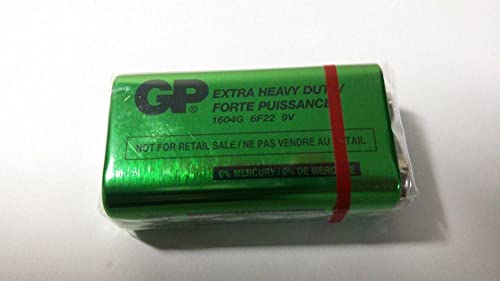 GP EXTRA HEAVY DUTY/
FORTE PUISSANCE
1604G 6F22 9V
NOT FOR RETAIL SALE / NE PAS VENDRE AU DETAIL
0% MERCURY / 0% DE MERCURE